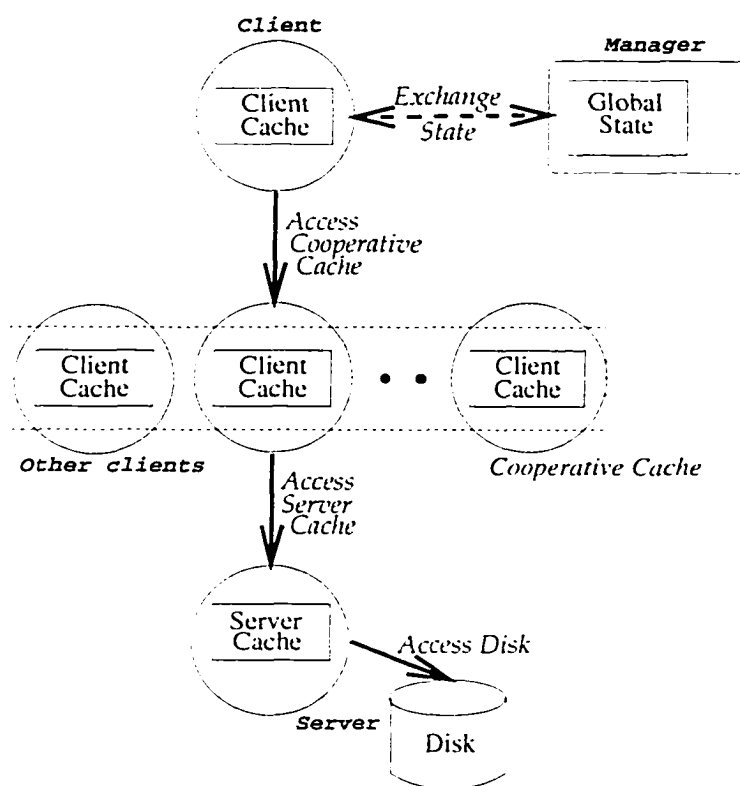 Client
Manager
Client
Cache
Exchange
State
Global
State
Access
Cooperative
Cache
Client
Cache
Client
Cache
Client
Cache
Other clients
Cooperative Cache
Access
Server
Cache
Server
Cache
Access Disk
Server
Disk